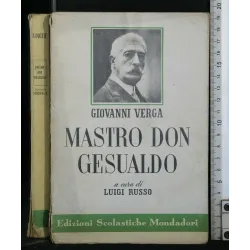 GIOVANNI VERGA
MASTRO DON
GESUALDO
a cura di
LUIGI RUSSO
Edizioni Scolastiche Mondadori